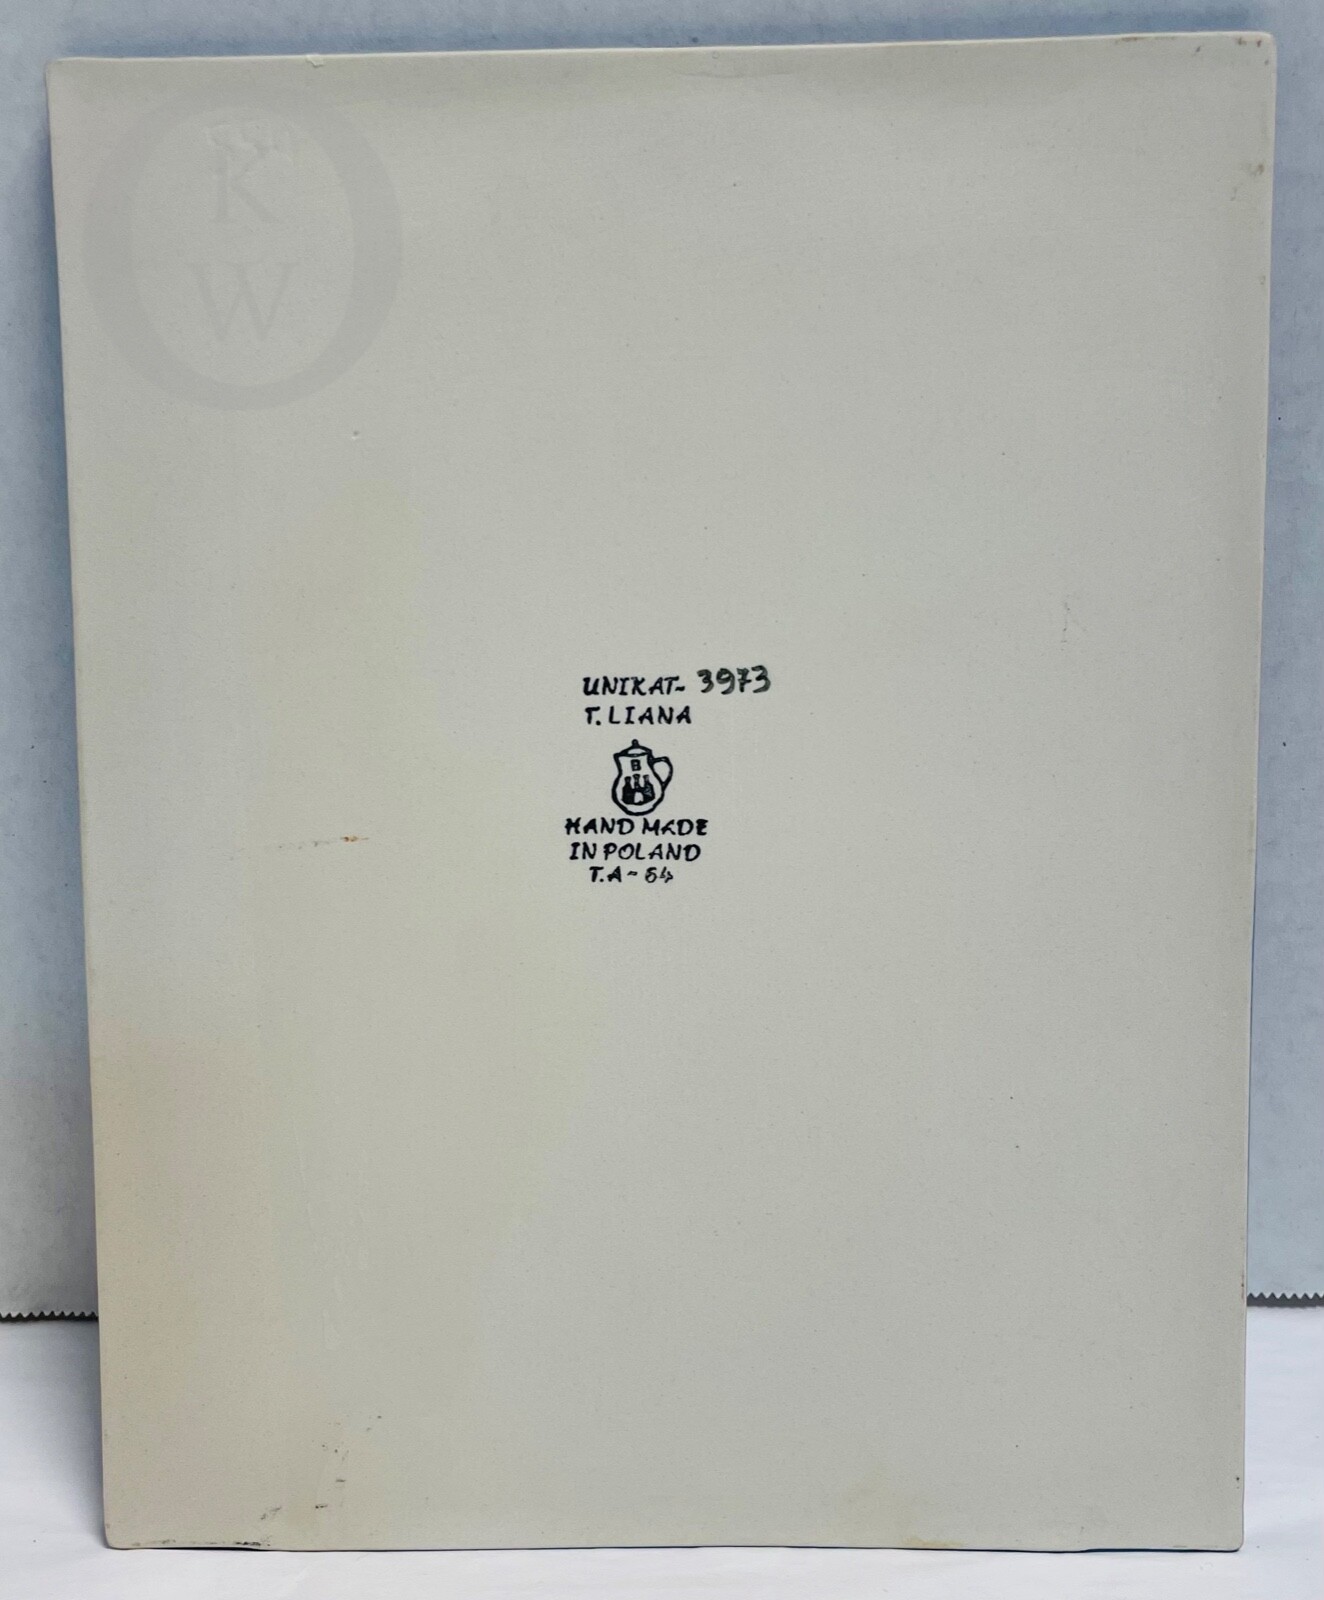 K
W
UNIKAT- 3973
T. LIANA
B
HAND MADE
IN POLAND
T.A-64